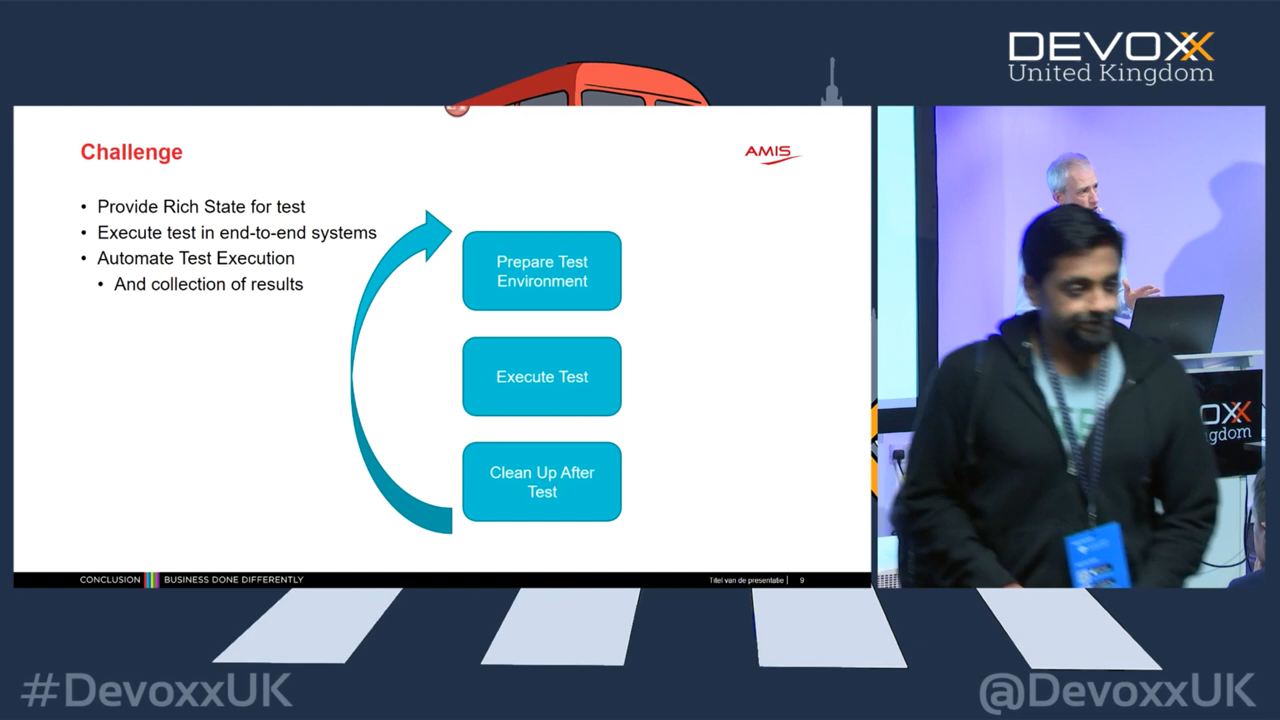 DEVOXX
United Kingdom
Challenge
AMIS
• Provide Rich State for test
• Execute test in end-to-end systems
• Automate Test Execution
• And collection of results
Prepare Test
Environment
Execute Test
Clean Up After
Test
CONCLUSION BUSINESS DONE DIFFERENTLY
Titel van de presentatie | 9
#DevoxxUK
@DevoxxUK